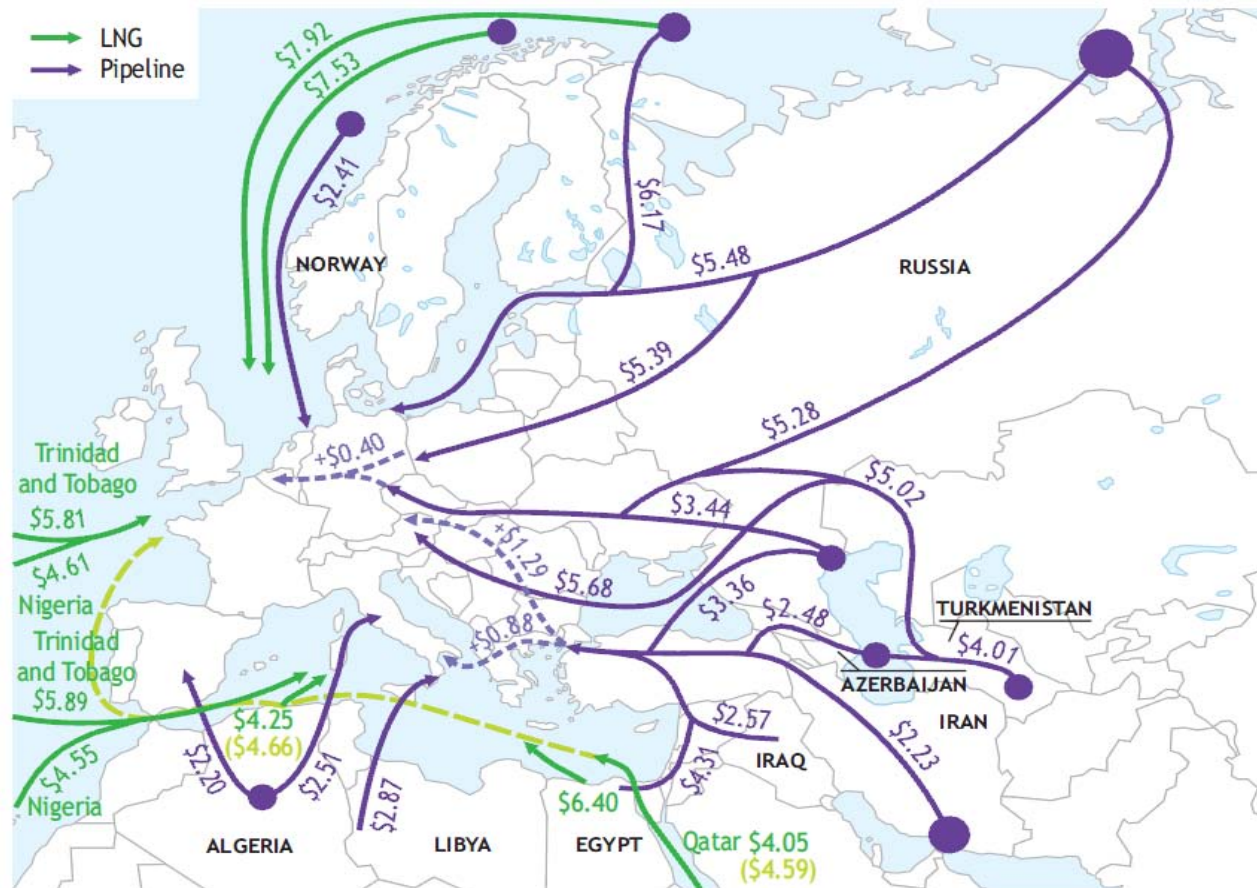 LNG
Pipeline
$7.92
$7.53
$2.41
$6.17
NORWAY
$5.48
RUSSIA
$5.39
$5.28
+$0.40
Trinidad
and Tobago
$5.81
$4.61
Nigeria
$5.02
$3.44
+$1.29
$5.68
$3.36
$2.48
TURKMENISTAN
$4.01
+$0.88
AZERBAIJAN
IRAN
Trinidad
and Tobago
$5.89
$4.55
Nigeria
$4.25
($4.66)
$2.20
$2.51
$2.87
$2.57
IRAQ
$4.31
$2.23
$6.40
ALGERIA
LIBYA
EGYPT
Qatar $4.05
($4.59)